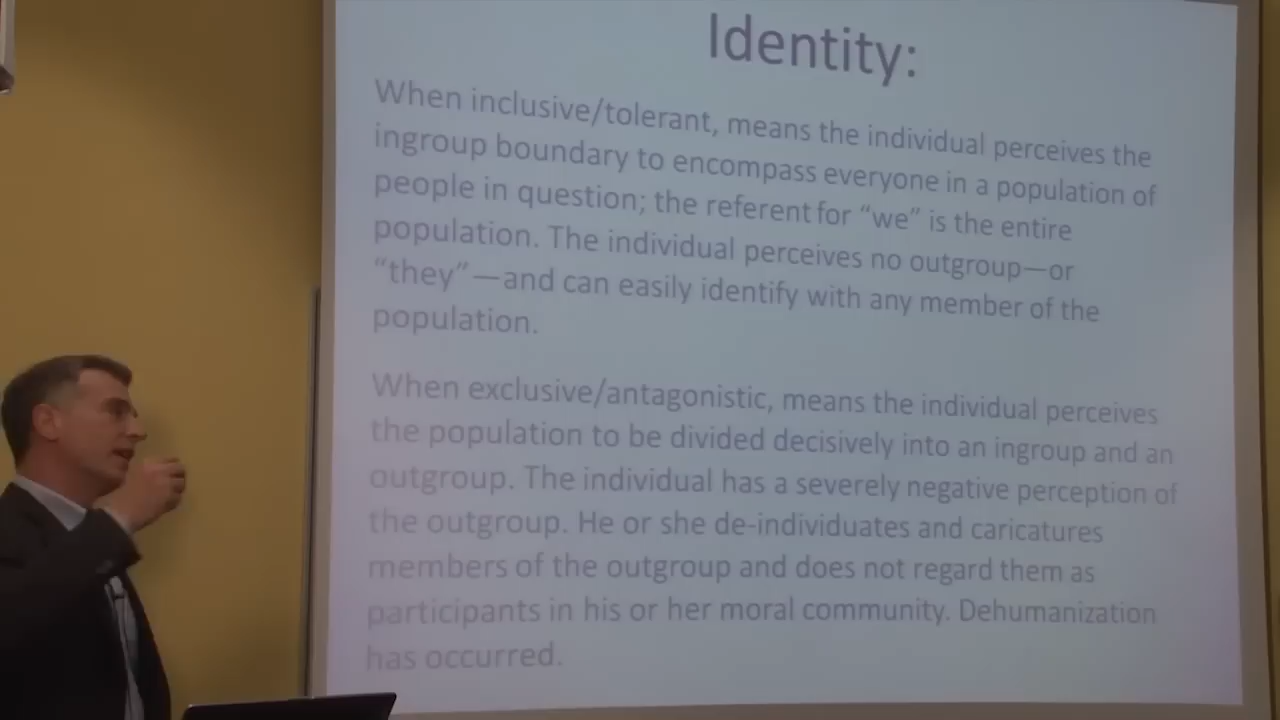 Identity:
When inclusive/tolerant, means the individual perceives the
ingroup boundary to encompass everyone in a population of
people in question; the referent for “we” is the entire
population. The individual perceives no outgroup—or
“they”—and can easily identify with any member of the
population.
When exclusive/antagonistic, means the individual perceives
the population to be divided decisively into an ingroup and an
outgroup. The individual has a severely negative perception of
the outgroup. He or she de-individuates and caricatures
members of the outgroup and does not regard them as
participants in his or her moral community. Dehumanization
has occurred.